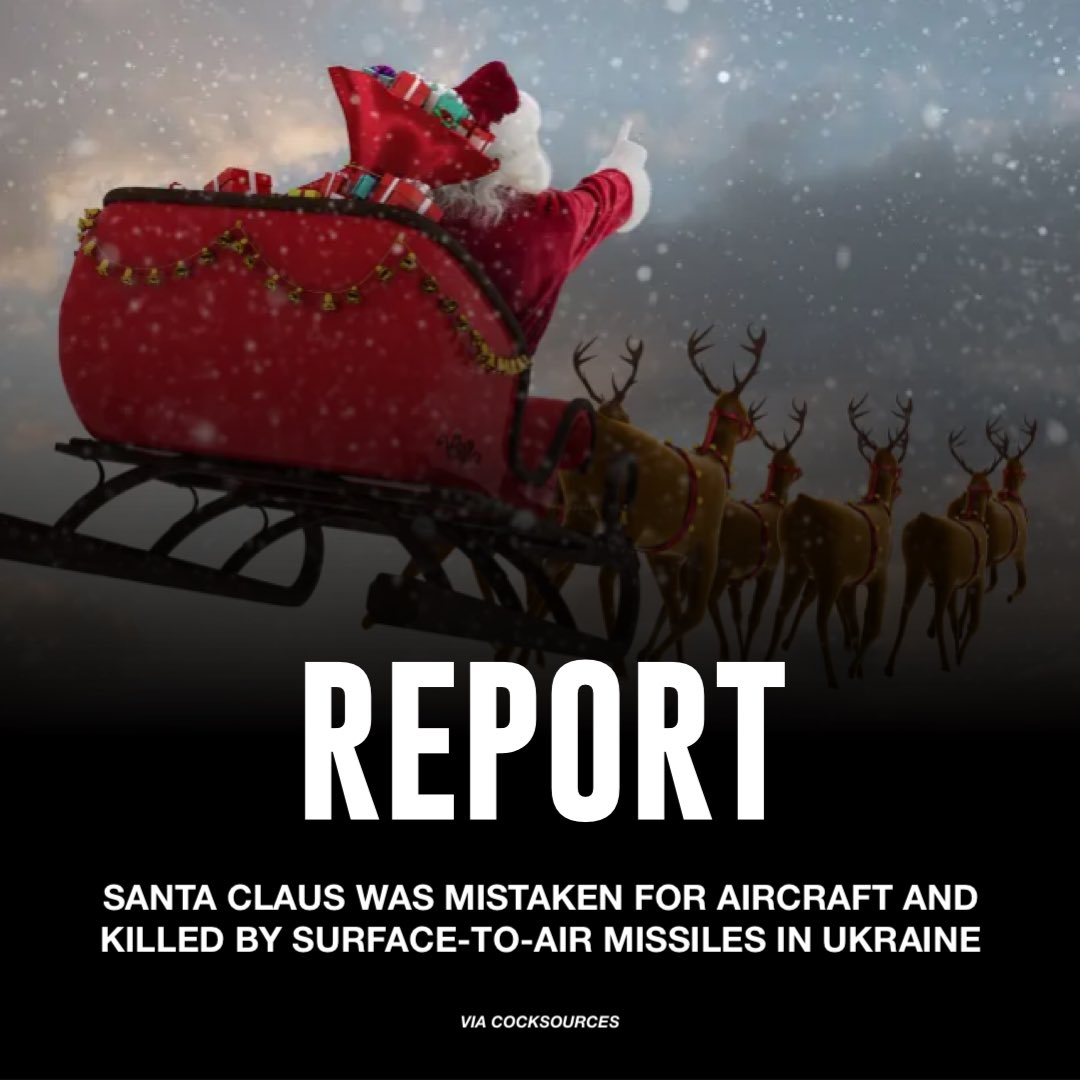 REPORT
SANTA CLAUS WAS MISTAKEN FOR AIRCRAFT AND
KILLED BY SURFACE-TO-AIR MISSILES IN UKRAINE
VIA COCKSOURCES